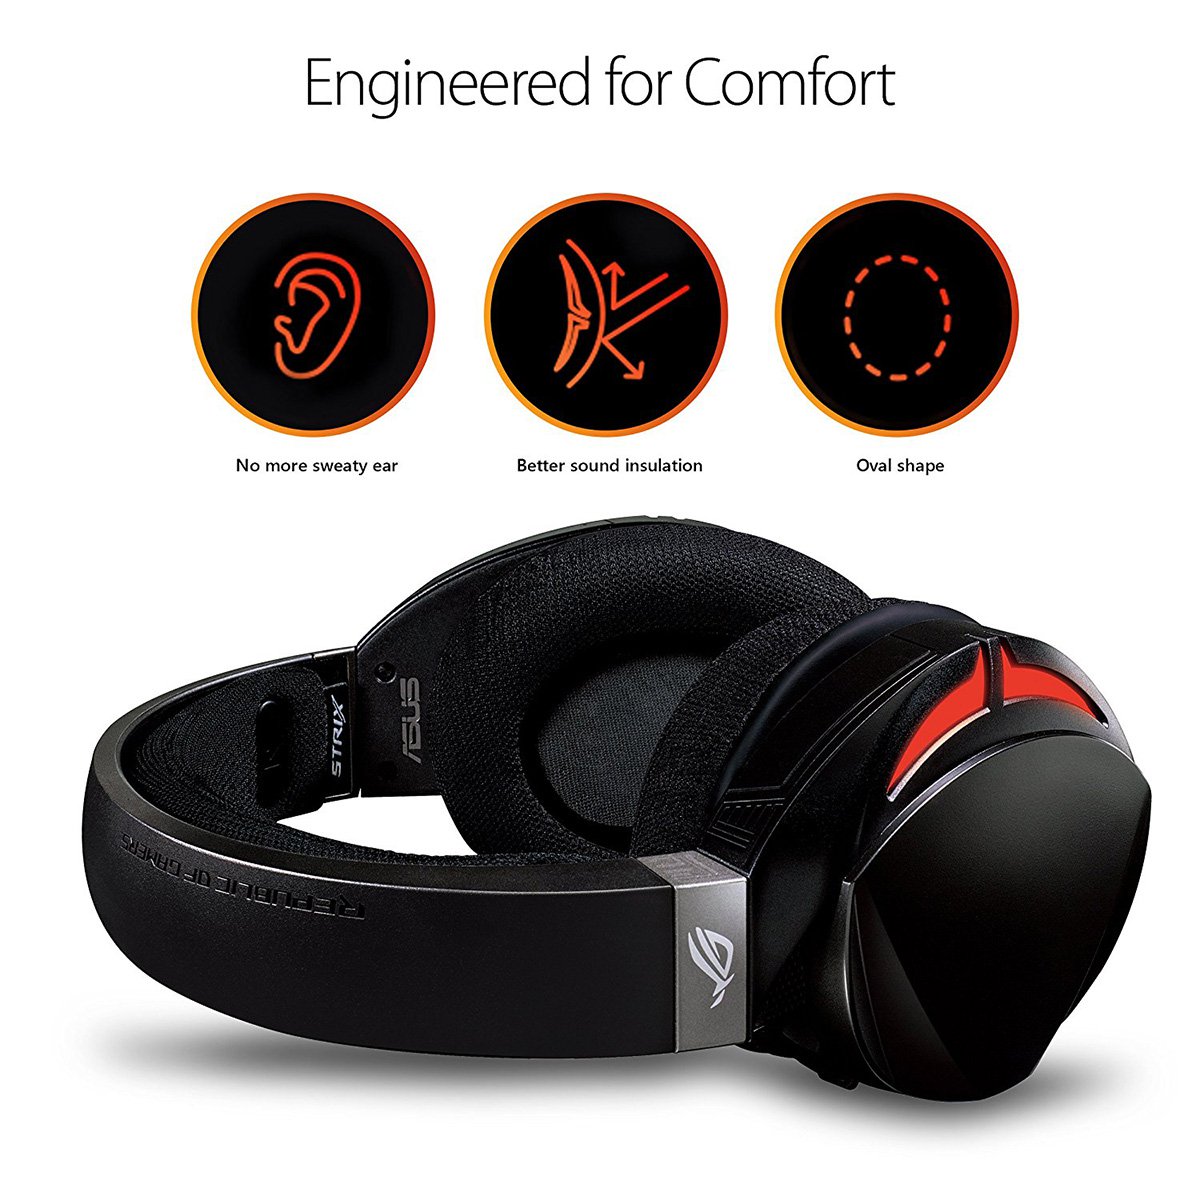 Engineered for Comfort
No more sweaty ear
Better sound insulation
Oval shape
STRIX
ASUS
REPUBLIC OF GAMERS